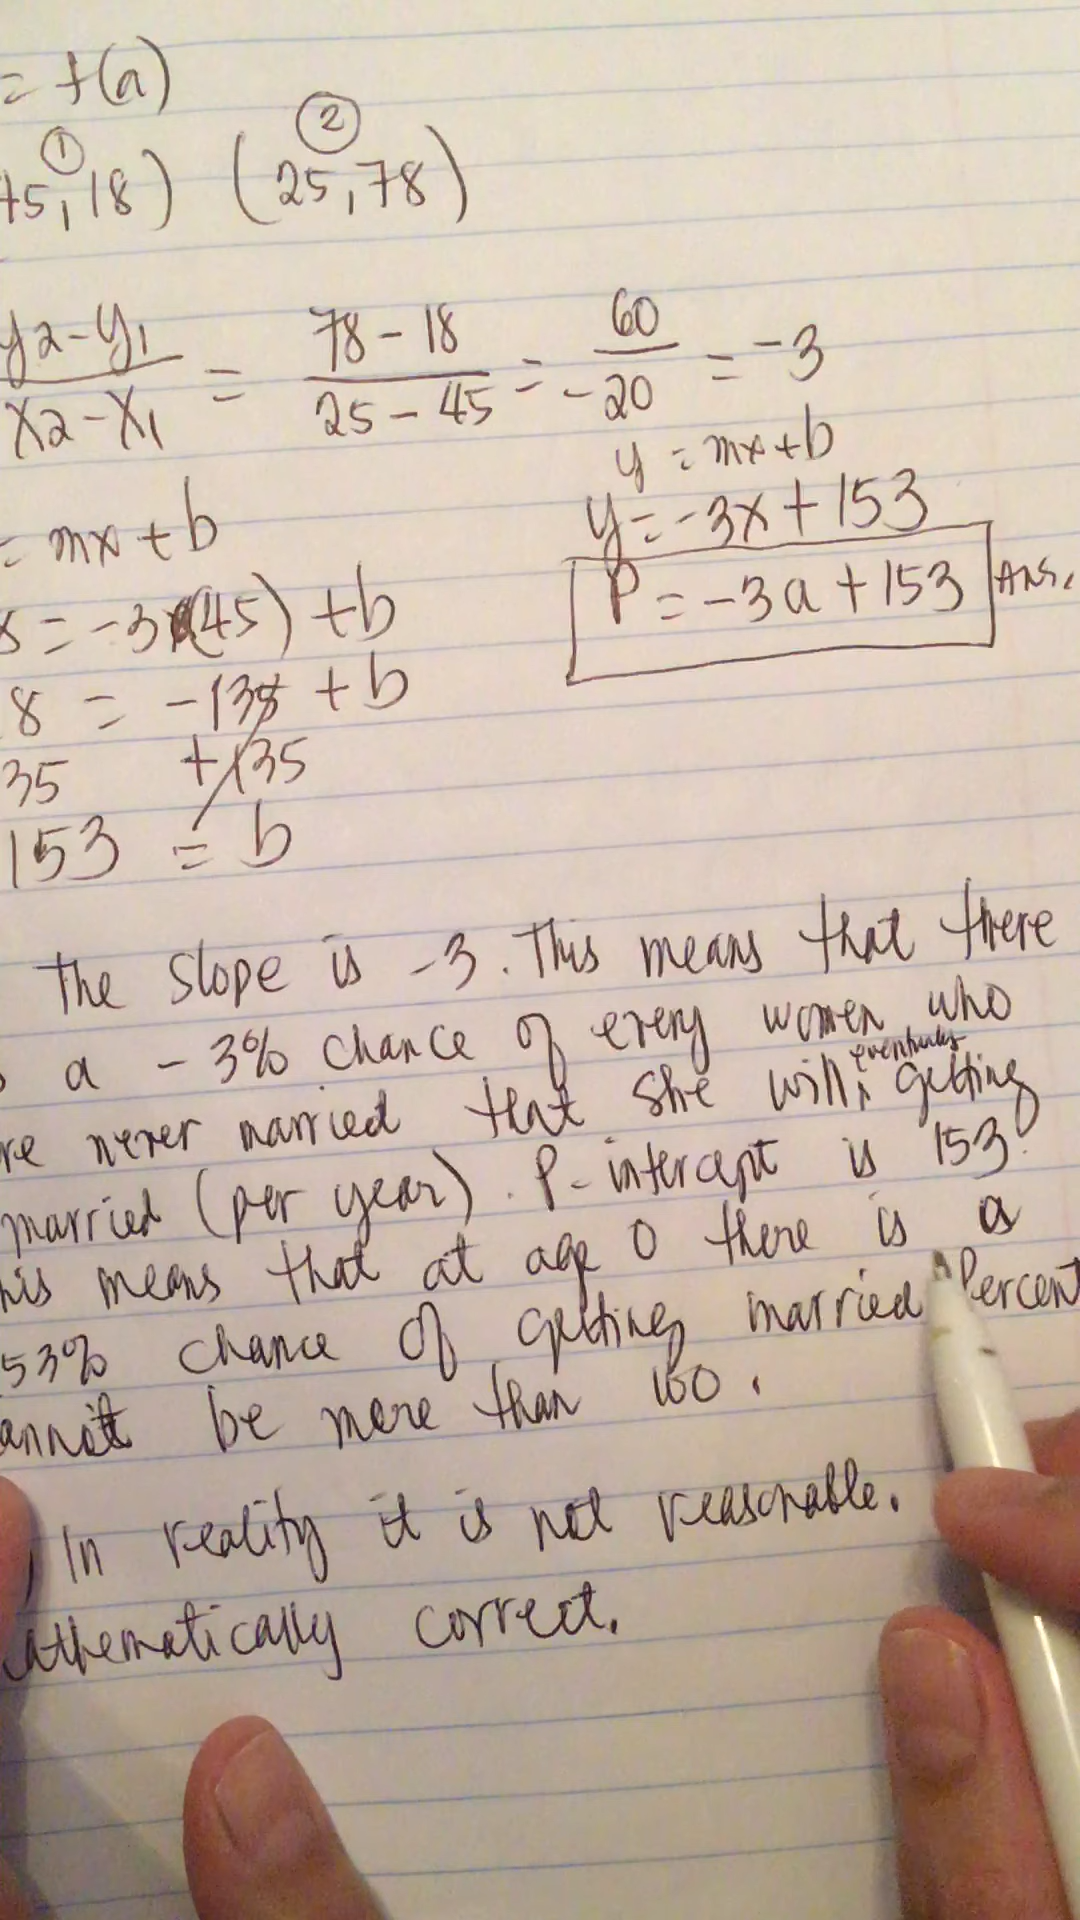 = f(a)
① ②
45, 18) (25, 78)
y2-y1 = 78-18 = 60 = -3
x2-x1 25-45 -20
y = mx+b
= mx+b
y = -3x+153
P = -3a+153 Ans.
= -3(45) +b
8 = -135 +b
35 +135
153 = b
The slope is -3. This means that there
a -3% chance of every women who
eventually
re never married that she will, getting
married (per year). P-intercept is 153.
his means that at age 0 there is a
53% chance of getting married Percent
annot be more than 100.
In reality it is not reasonable.
athematically correct.